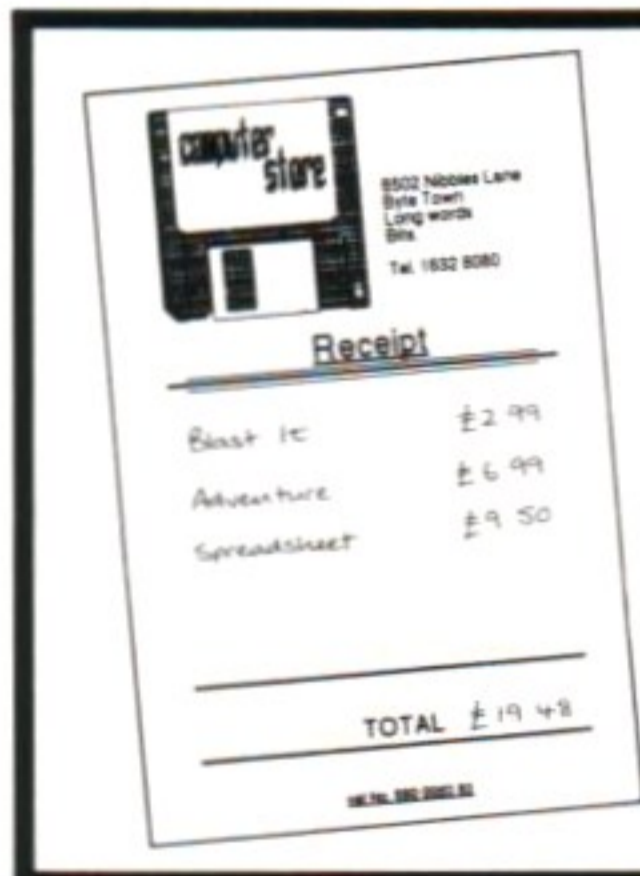 computer
store
6502 Nibbles Lane
Byte Town
Long words
Bits
Tel. 1632 8080
Receipt
Blast It £2 99
Adventure £6 99
Spreadsheet £9 50
TOTAL £19 48